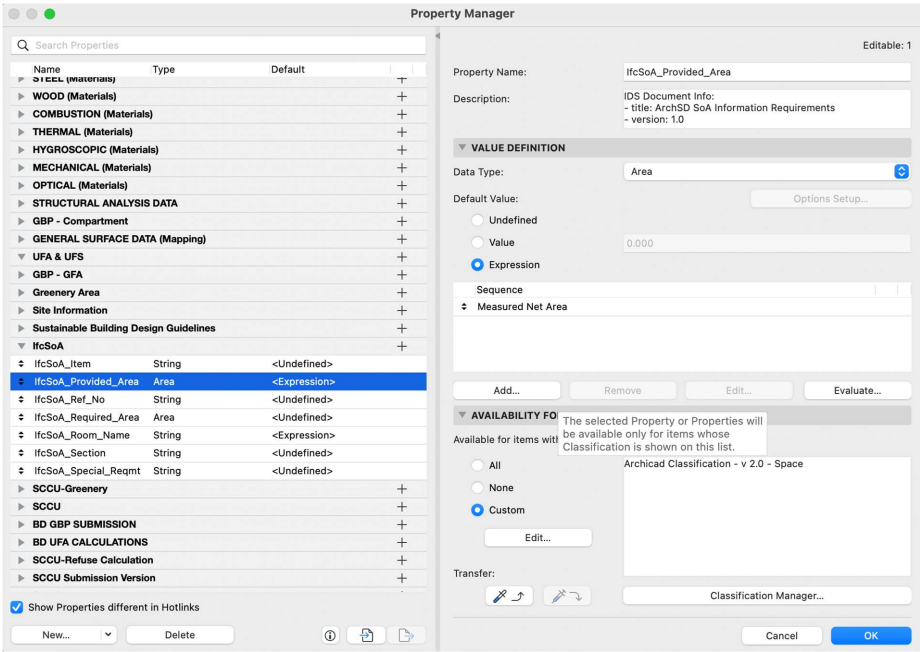 Property Manager
Search Properties
Name Type Default
STEEL (Materials)
WOOD (Materials)
COMBUSTION (Materials)
THERMAL (Materials)
HYGROSCOPIC (Materials)
MECHANICAL (Materials)
OPTICAL (Materials)
STRUCTURAL ANALYSIS DATA
GBP - Compartment
GENERAL SURFACE DATA (Mapping)
UFA & UFS
GBP - GFA
Greenery Area
Site Information
Sustainable Building Design Guidelines
IfcSoA
IfcSoA_Item String <Undefined>
IfcSoA_Provided_Area Area <Expression>
IfcSoA_Ref_No String <Undefined>
IfcSoA_Required_Area Area <Undefined>
IfcSoA_Room_Name String <Expression>
IfcSoA_Section String <Undefined>
IfcSoA_Special_Reqmt String <Undefined>
SCCU-Greenery
SCCU
BD GBP SUBMISSION
BD UFA CALCULATIONS
SCCU-Refuse Calculation
SCCU Submission Version
Show Properties different in Hotlinks
New... Delete
Editable: 1
Property Name: IfcSoA_Provided_Area
Description: IDS Document Info:
- title: ArchSD SoA Information Requirements
- version: 1.0
VALUE DEFINITION
Data Type: Area
Default Value: Options Setup...
Undefined
Value 0.000
Expression
Sequence
Measured Net Area
Add... Remove Edit... Evaluate...
AVAILABILITY FO
The selected Property or Properties will
be available only for items whose
Classification is shown on this list.
Available for items with
All
Archicad Classification - v 2.0 - Space
None
Custom
Edit...
Transfer:
Classification Manager...
Cancel OK